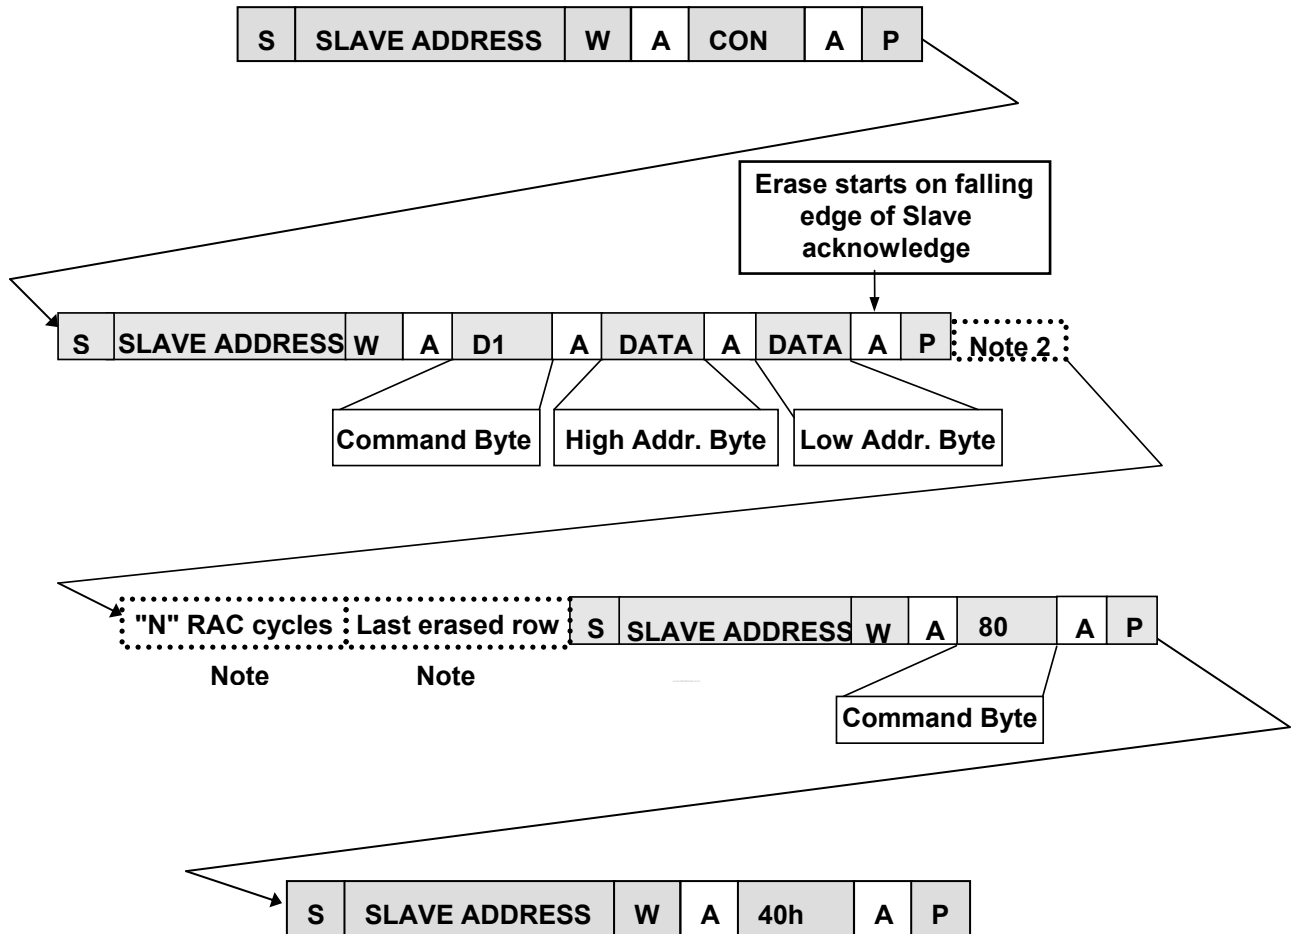 S SLAVE ADDRESS W A CON A P
Erase starts on falling
edge of Slave
acknowledge
S SLAVE ADDRESS W A D1 A DATA A DATA A P Note 2
Command Byte High Addr. Byte Low Addr. Byte
"N" RAC cycles Last erased row S SLAVE ADDRESS W A 80 A P
Note Note
Command Byte
S SLAVE ADDRESS W A 40h A P